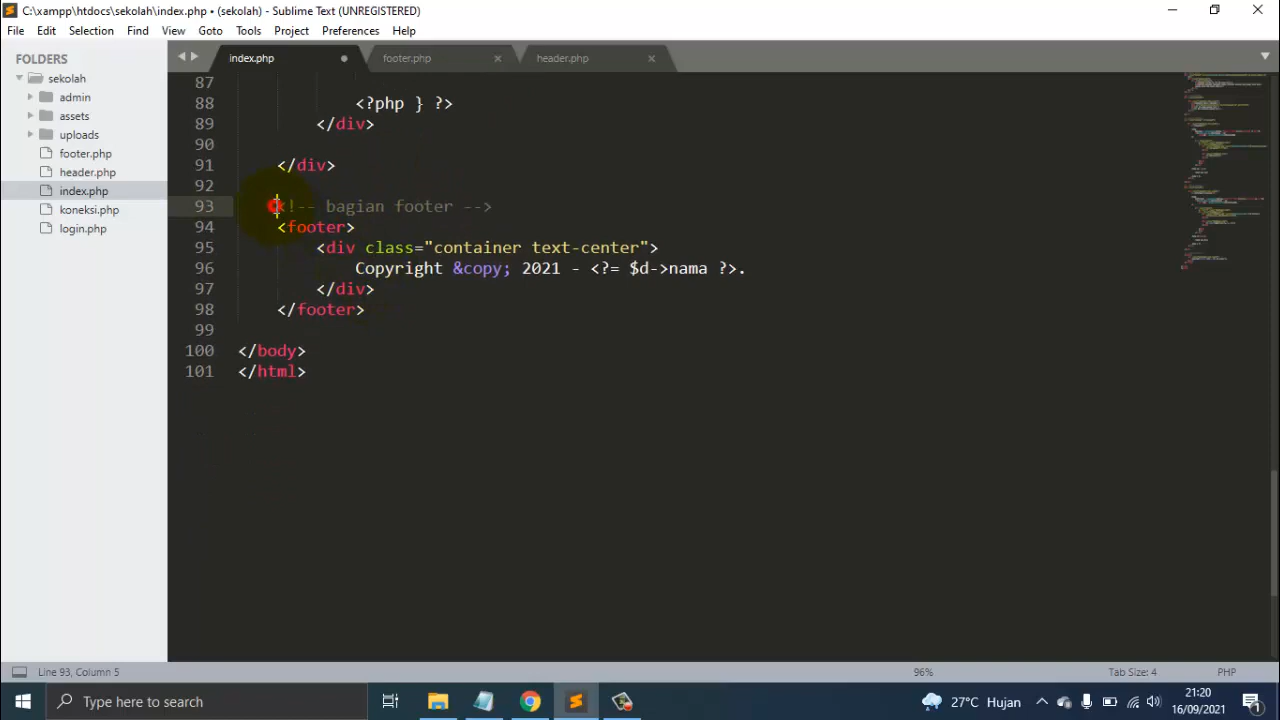 C:\xampp\htdocs\sekolah\index.php • (sekolah) - Sublime Text (UNREGISTERED)
File Edit Selection Find View Goto Tools Project Preferences Help
FOLDERS
sekolah
admin
assets
uploads
footer.php
header.php
index.php
koneksi.php
login.php
index.php footer.php header.php
87
88 <?php } ?>
89 </div>
90
91 </div>
92
93 <!-- bagian footer -->
94 <footer>
95 <div class="container text-center">
96 Copyright &copy; 2021 - <?= $d->nama ?>.
97 </div>
98 </footer>
99
100 </body>
101 </html>
Line 93, Column 5 96% Tab Size: 4 PHP
Type here to search
27°C Hujan
21:20
16/09/2021
1